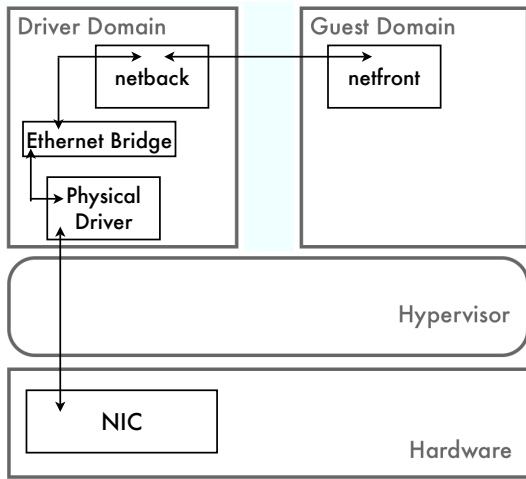 Driver Domain
Guest Domain
netback
netfront
Ethernet Bridge
Physical
Driver
Hypervisor
NIC
Hardware